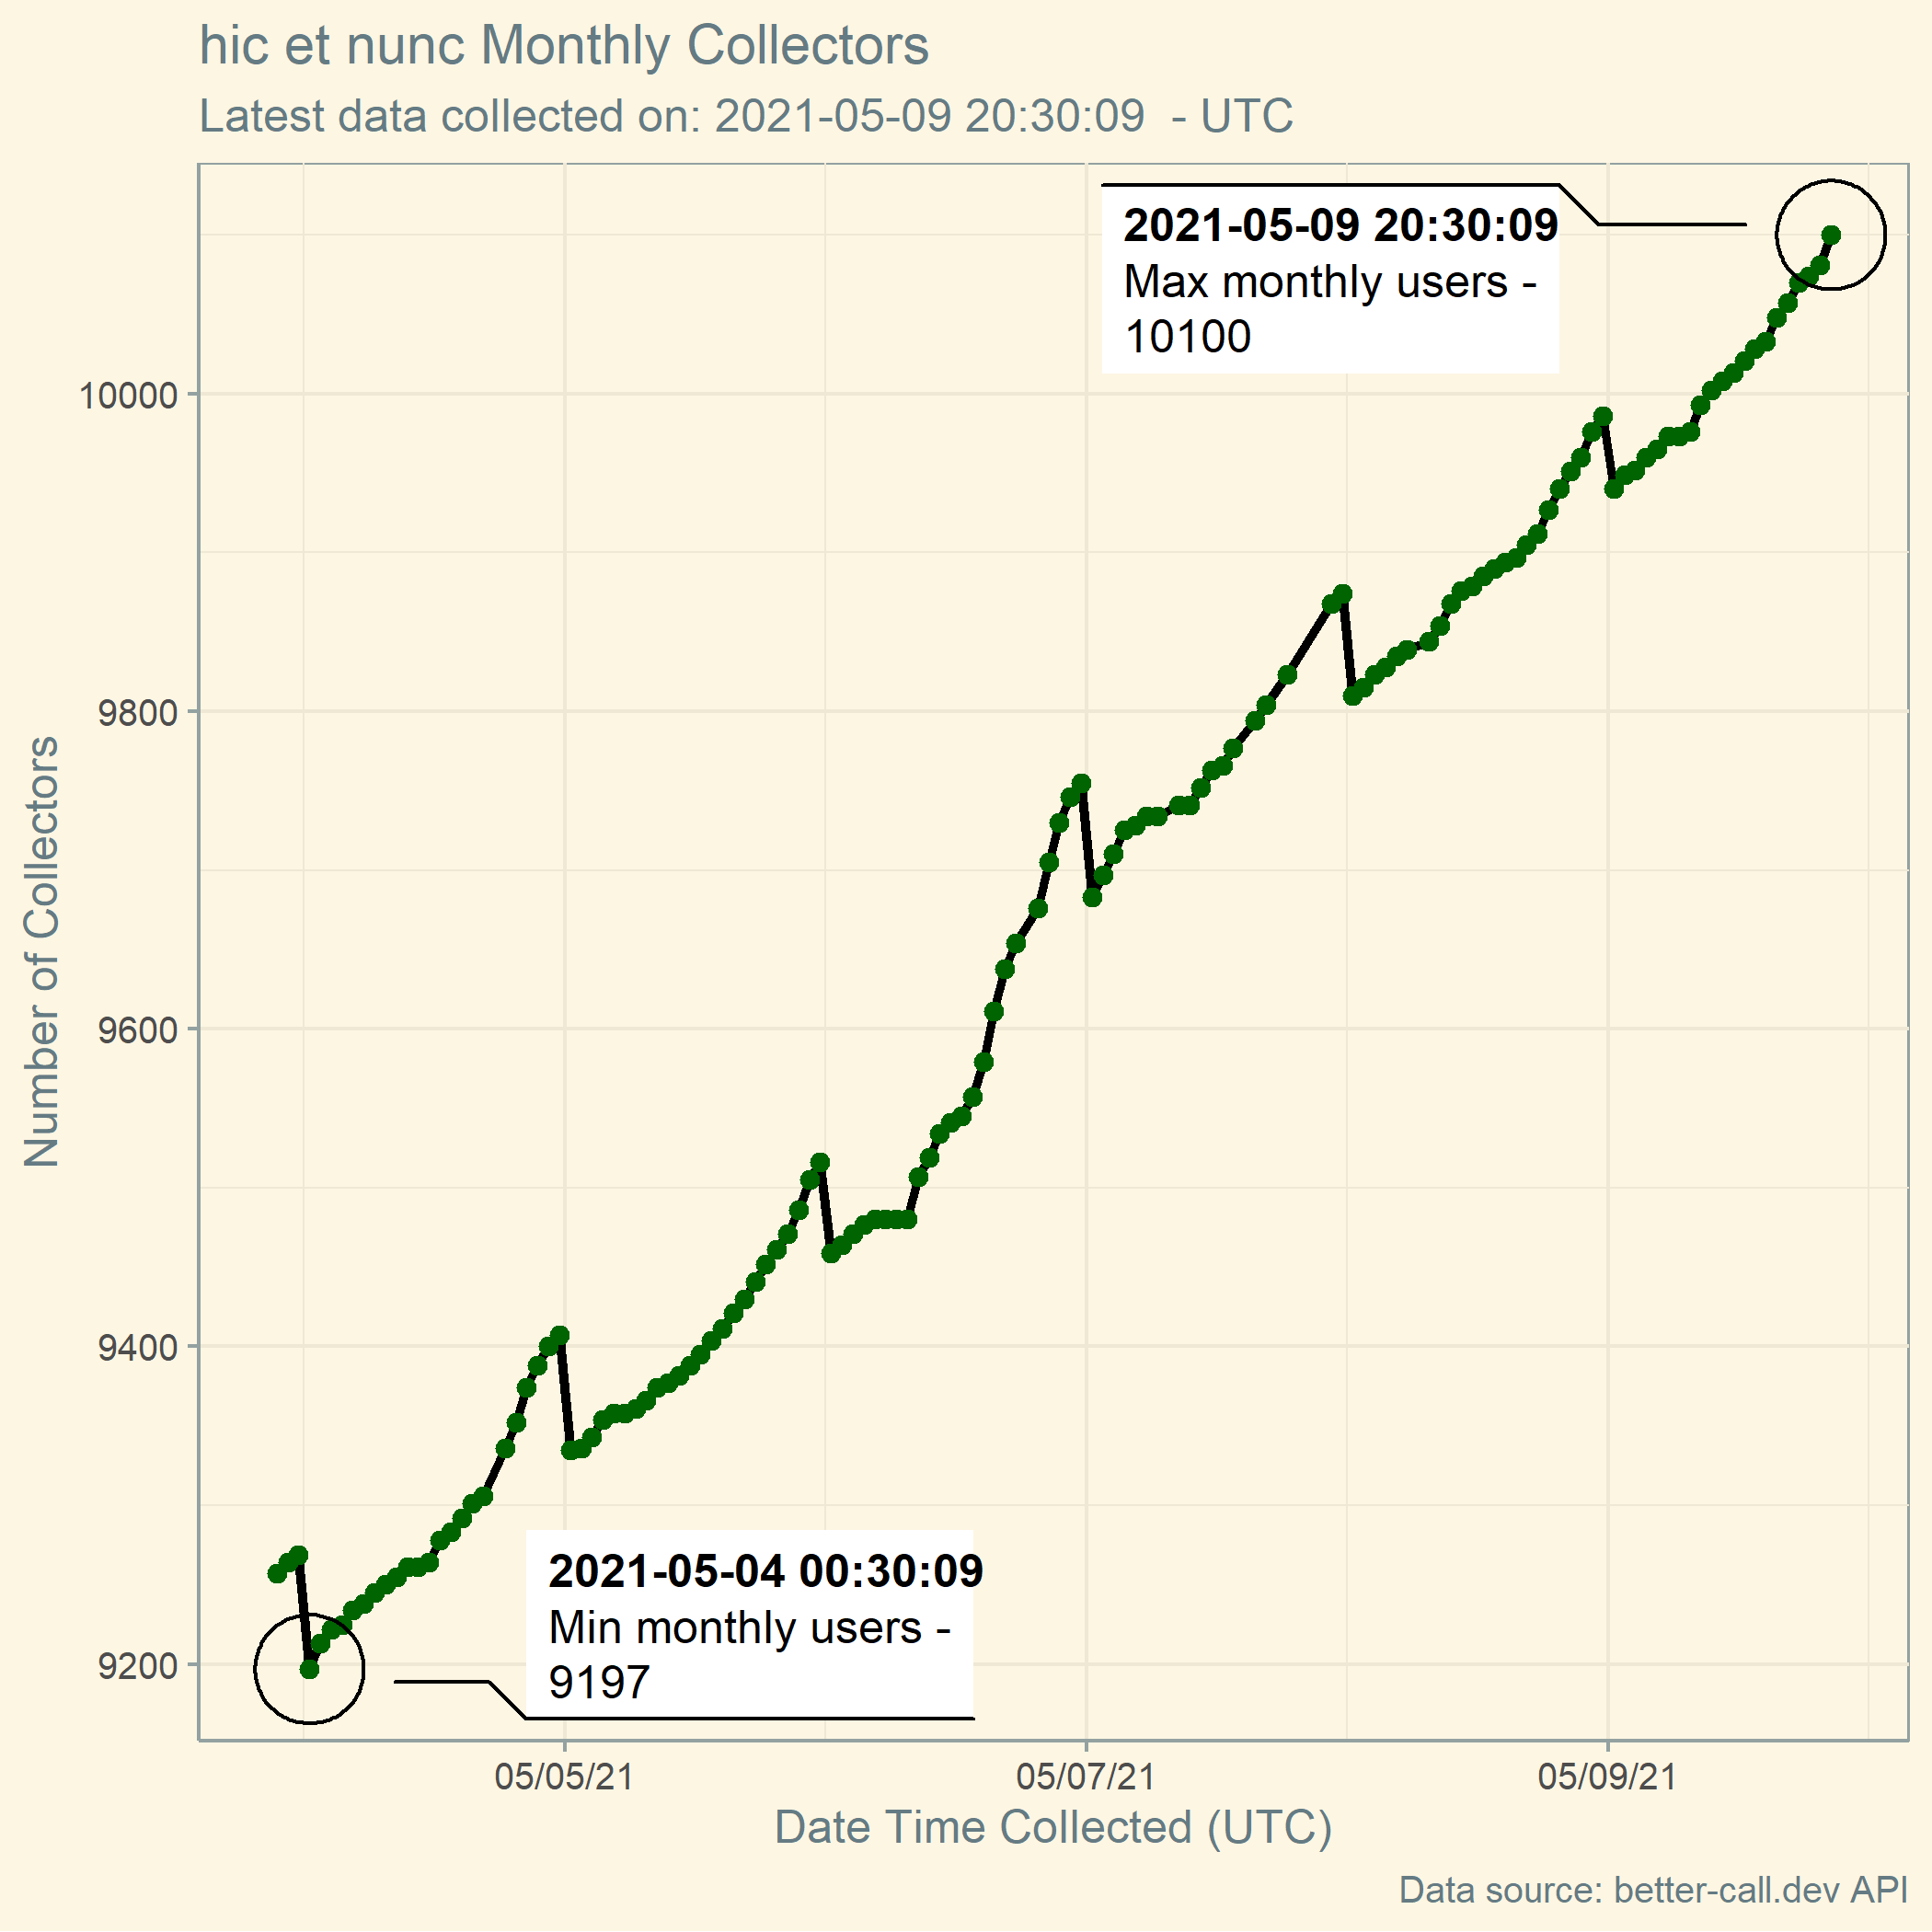 hic et nunc Monthly Collectors
Latest data collected on: 2021-05-09 20:30:09  - UTC
2021-05-09 20:30:09
Max monthly users -
10100
10000
9800
9600
9400
9200
Number of Collectors
2021-05-04 00:30:09
Min monthly users -
9197
05/05/21
05/07/21
05/09/21
Date Time Collected (UTC)
Data source: better-call.dev API